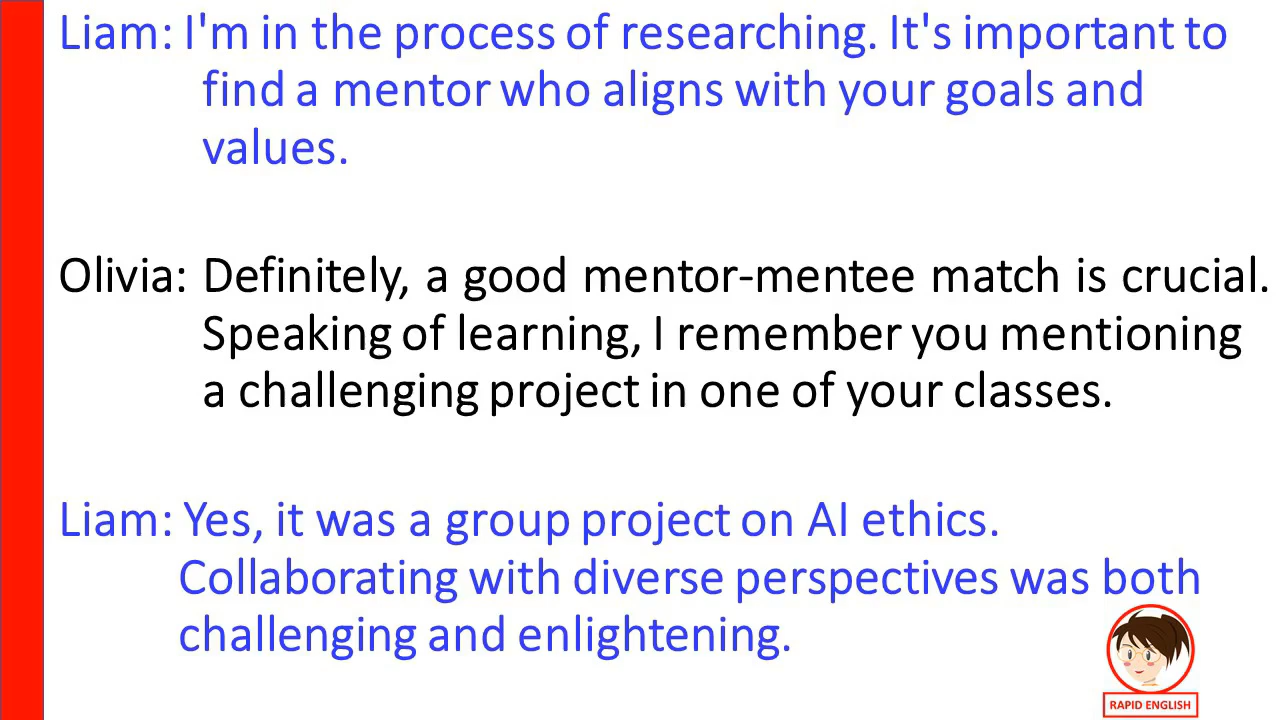 Liam: I'm in the process of researching. It's important to
find a mentor who aligns with your goals and
values.
Olivia: Definitely, a good mentor-mentee match is crucial.
Speaking of learning, I remember you mentioning
a challenging project in one of your classes.
Liam: Yes, it was a group project on AI ethics.
Collaborating with diverse perspectives was both
challenging and enlightening.
RAPID ENGLISH